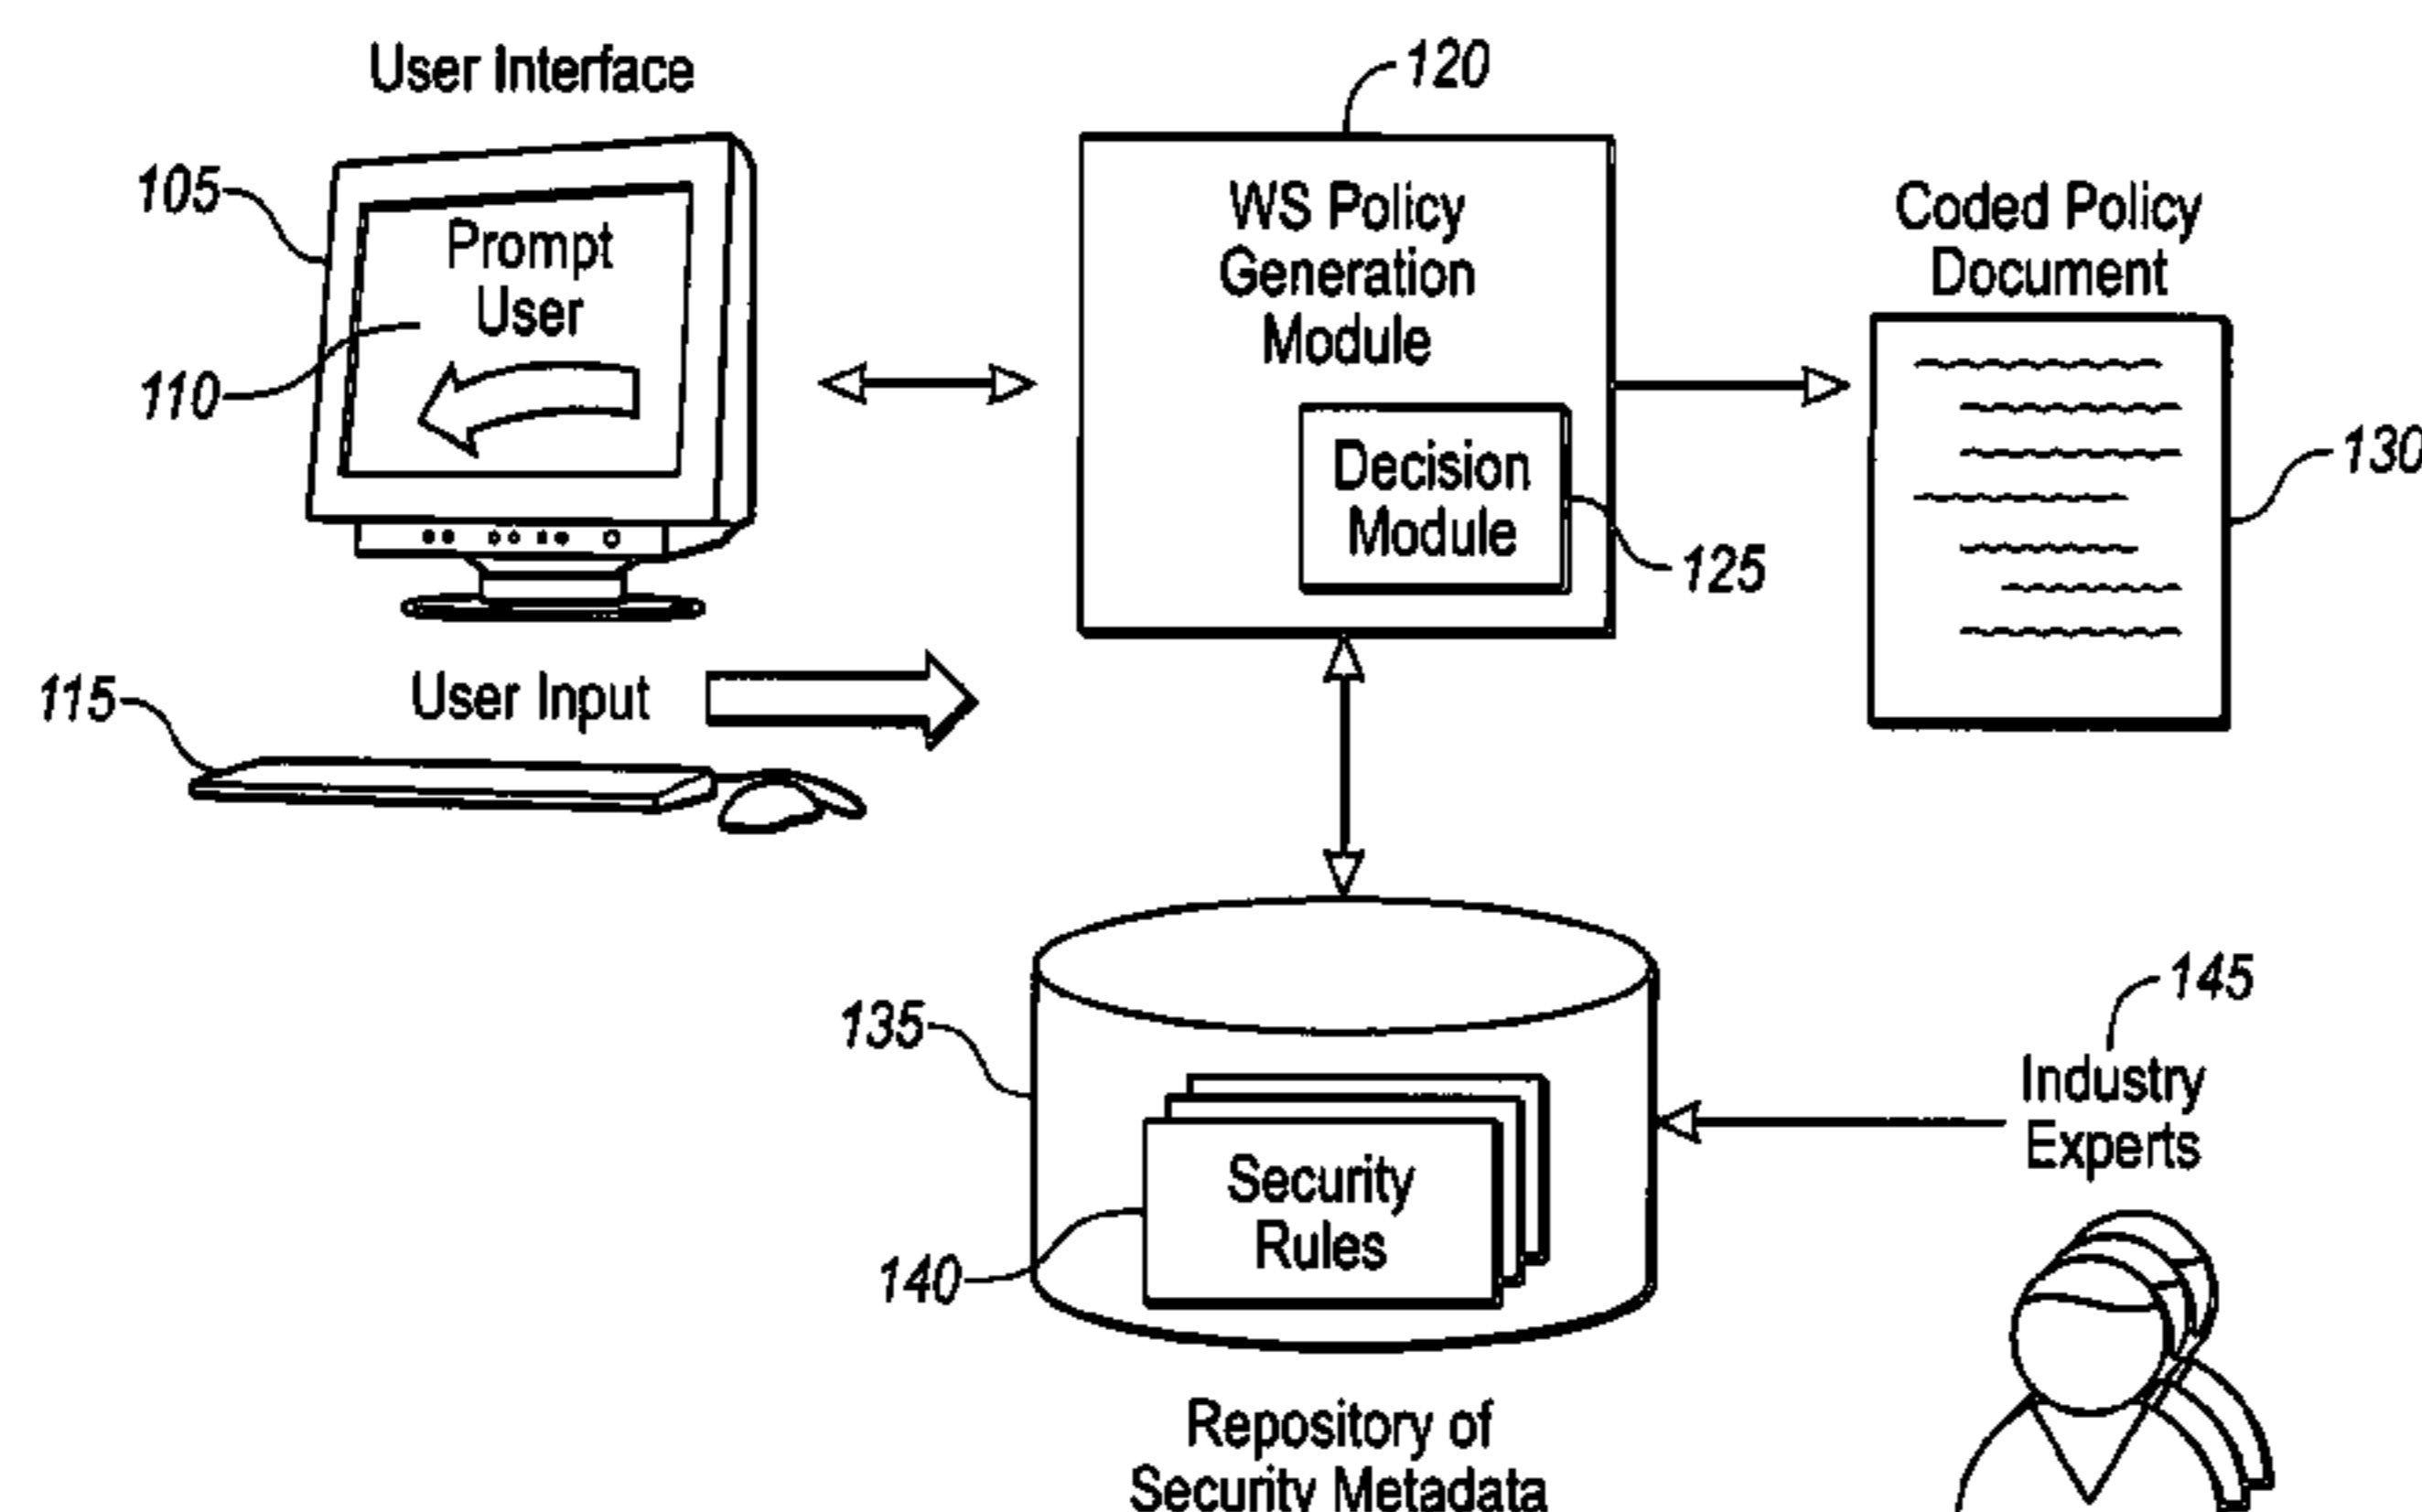 User Interface
120
105
Prompt
User
110
WS Policy
Generation
Module
Decision
Module
125
Coded Policy
Document
130
115
User Input
135
Security
Rules
140
145
Industry
Experts
Repository of
Security Metadata